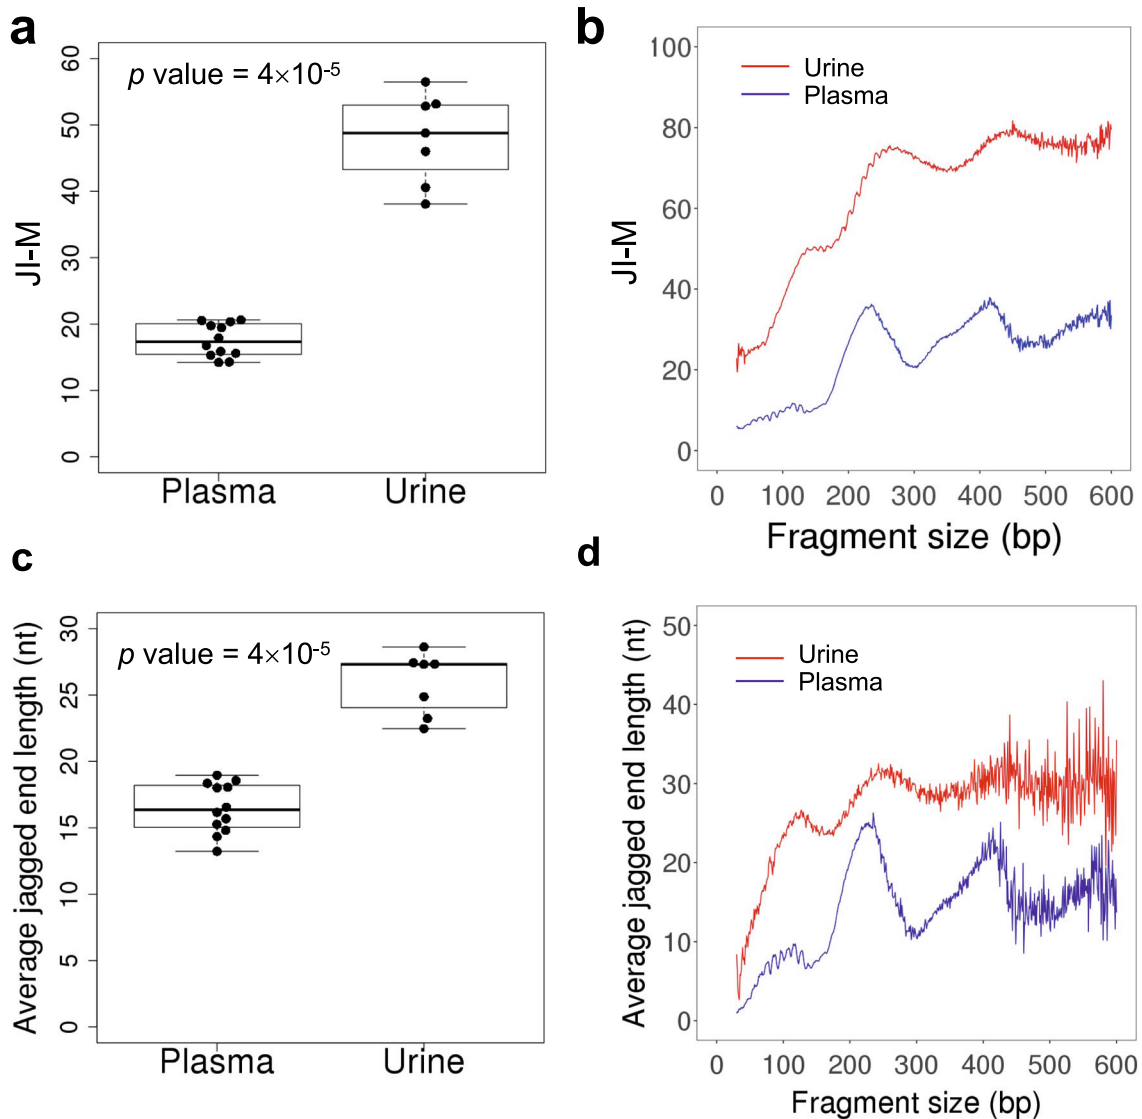 a
p value = 4×10-5
JI-M
60
50
40
30
20
10
0
Plasma
Urine
b
Urine
Plasma
JI-M
100
80
60
40
20
0
0 100 200 300 400 500 600
Fragment size (bp)
c
p value = 4×10-5
Average jagged end length (nt)
30
25
20
15
10
5
0
Plasma
Urine
d
Urine
Plasma
Average jagged end length (nt)
50
40
30
20
10
0
0 100 200 300 400 500 600
Fragment size (bp)